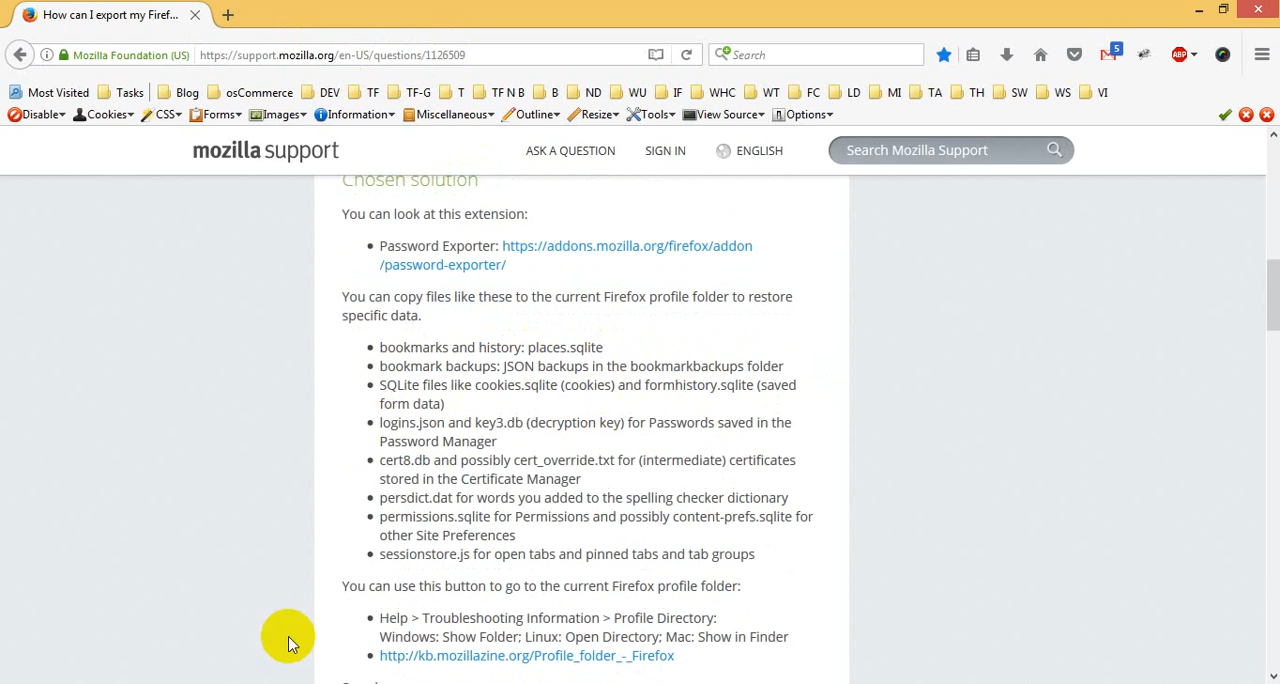 How can I export my Firef...
Mozilla Foundation (US)
https://support.mozilla.org/en-US/questions/1126509
Search
5
ABP
Most Visited Tasks Blog osCommerce DEV TF TF-G T TF N B B ND WU IF WHC WT FC LD MI TA TH SW WS VI
Disable Cookies CSS Forms Images Information Miscellaneous Outline Resize Tools View Source Options
mozilla support
ASK A QUESTION
SIGN IN
ENGLISH
Search Mozilla Support
Chosen solution
You can look at this extension:
Password Exporter: https://addons.mozilla.org/firefox/addon
/password-exporter/
You can copy files like these to the current Firefox profile folder to restore
specific data.
bookmarks and history: places.sqlite
bookmark backups: JSON backups in the bookmarkbackups folder
SQLite files like cookies.sqlite (cookies) and formhistory.sqlite (saved
form data)
logins.json and key3.db (decryption key) for Passwords saved in the
Password Manager
cert8.db and possibly cert_override.txt for (intermediate) certificates
stored in the Certificate Manager
persdict.dat for words you added to the spelling checker dictionary
permissions.sqlite for Permissions and possibly content-prefs.sqlite for
other Site Preferences
sessionstore.js for open tabs and pinned tabs and tab groups
You can use this button to go to the current Firefox profile folder:
Help > Troubleshooting Information > Profile Directory:
Windows: Show Folder; Linux: Open Directory; Mac: Show in Finder
http://kb.mozillazine.org/Profile_folder_-_Firefox